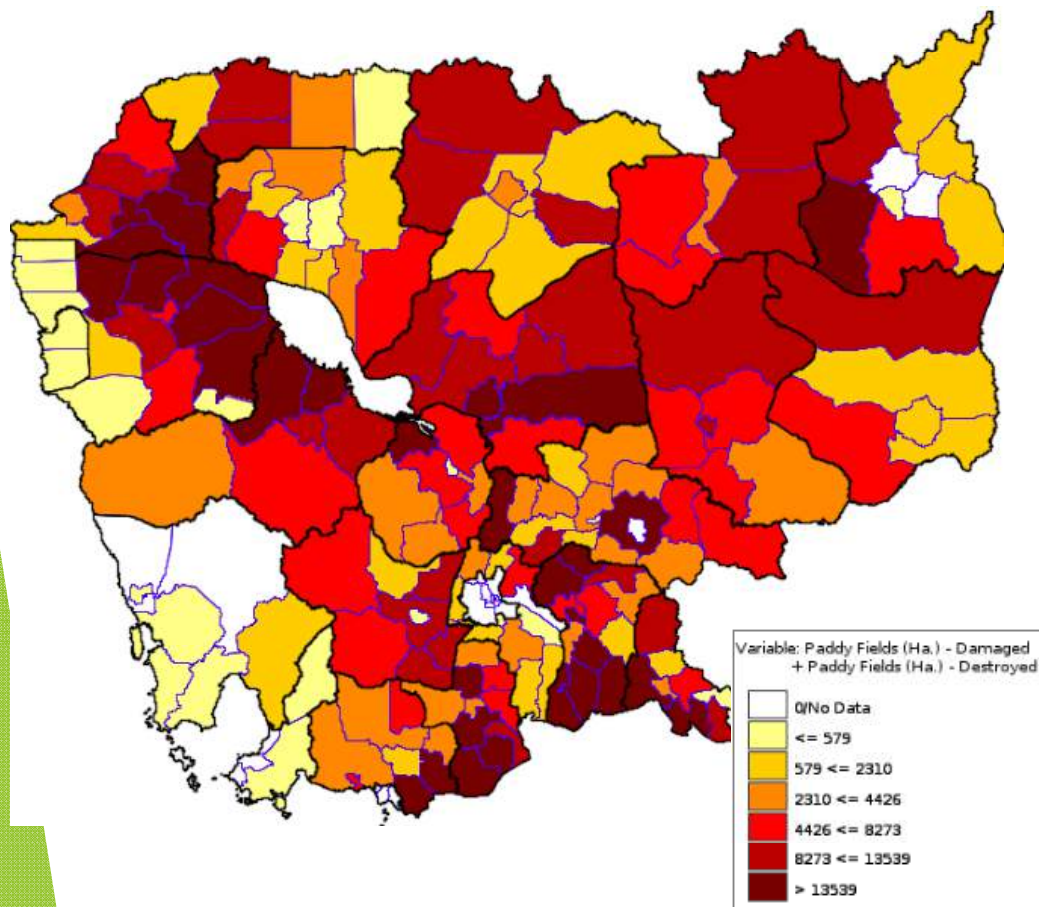 Variable: Paddy Fields (Ha.) - Damaged
+ Paddy Fields (Ha.) - Destroyed
0/No Data
<= 579
579 <= 2310
2310 <= 4426
4426 <= 8273
8273 <= 13539
> 13539